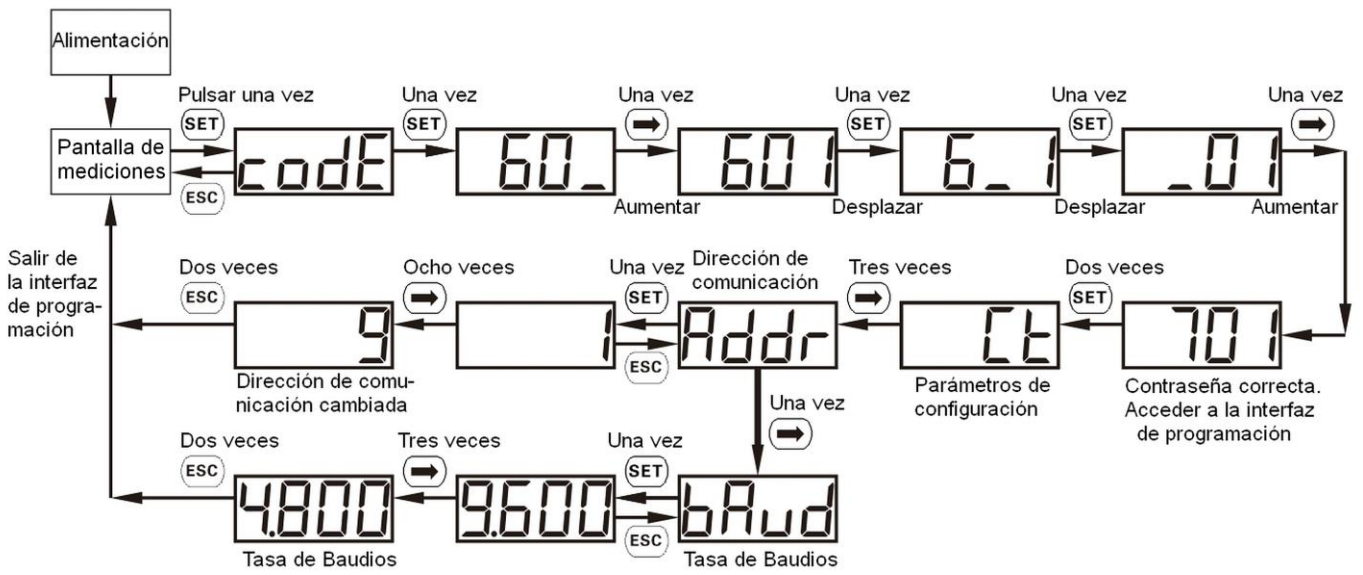 Alimentación
Pulsar una vez
SET
Una vez
SET
Una vez
Una vez
SET
Una vez
SET
Una vez
Pantalla de
mediciones
codE
60_
601
6_1
_01
ESC
Aumentar
Desplazar
Desplazar
Aumentar
Salir de
la interfaz
de progra-
mación
Dos veces
ESC
Ocho veces
Una vez
SET
Dirección de
comunicación
Tres veces
Dos veces
SET
9
1
Addr
Ct
701
ESC
Dirección de comu-
nicación cambiada
Parámetros de
configuración
Contraseña correcta.
Acceder a la interfaz
de programación
Una vez
Dos veces
ESC
Tres veces
Una vez
SET
4.800
9.600
bAud
ESC
Tasa de Baudios
Tasa de Baudios